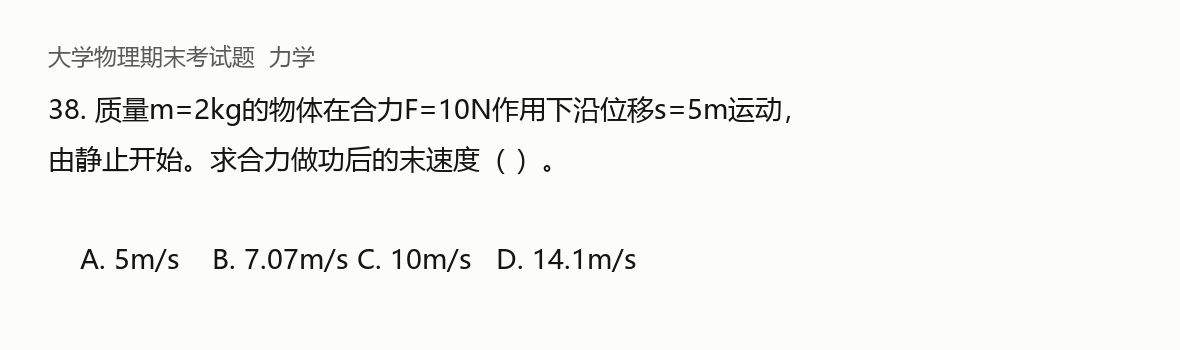 大学物理期末考试题 力学
38. 质量m=2kg的物体在合力F=10N作用下沿位移s=5m运动，
由静止开始。求合力做功后的末速度（ ）。
A. 5m/s B. 7.07m/s C. 10m/s D. 14.1m/s